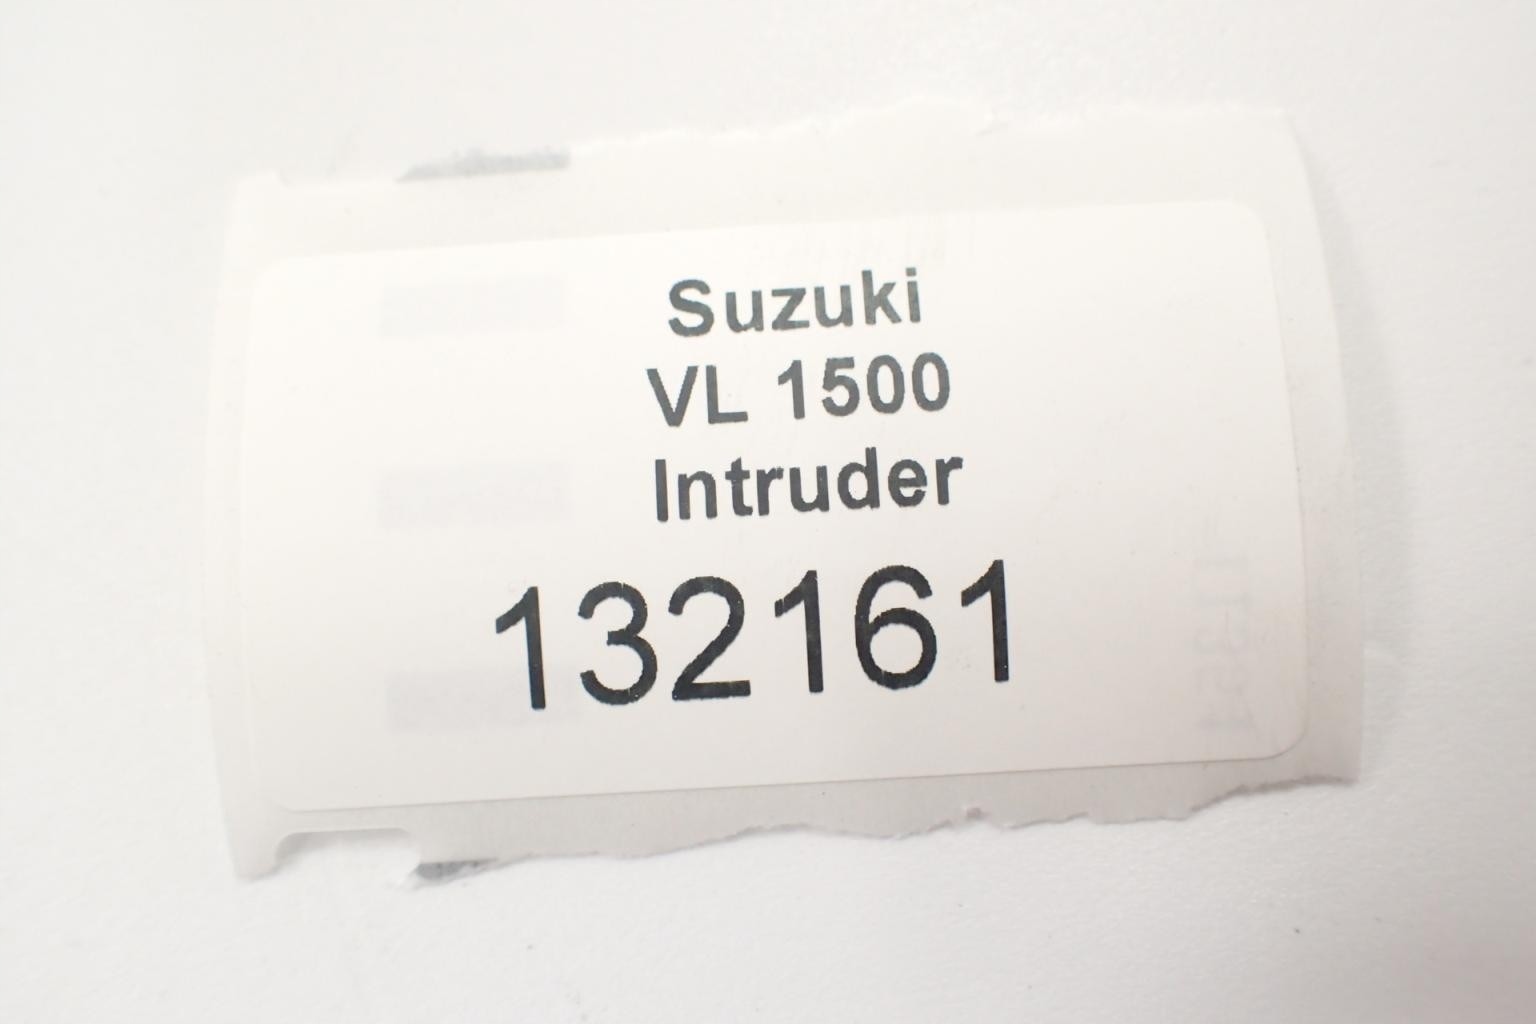 Suzuki
VL 1500
Intruder
132161